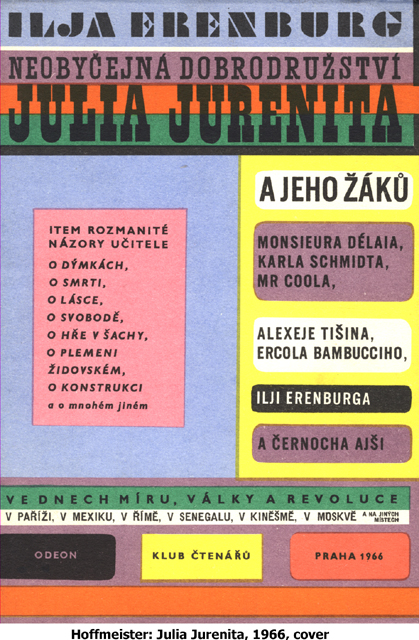 ILJA ERENBURG
NEOBYČEJNÁ DOBRODRUŽSTVÍ
JULIA JURENITA
A JEHO ŽÁKŮ
MONSIEURA DÉLAIA,
KARLA SCHMIDTA,
MR COOLA,
ALEXEJE TIŠINA,
ERCOLA BAMBUCCIHO,
ILJI ERENBURGA
A ČERNOCHA AJŠI
ITEM ROZMANITÉ
NÁZORY UČITELE
O DÝMKÁCH,
O SMRTI,
O LÁSCE,
O SVOBODĚ,
O HŘE V ŠACHY,
O PLEMENI
ŽIDOVSKÉM,
O KONSTRUKCI
a o mnohém jiném
VE DNECH MÍRU, VÁLKY A REVOLUCE
V PAŘÍŽI, V MEXIKU, V ŘÍMĚ, V SENEGALU, V KINĚŠMĚ, V MOSKVĚ A NA JINÝCH MÍSTECH
ODEON
KLUB ČTENÁŘŮ
PRAHA 1966
Hoffmeister: Julia Jurenita, 1966, cover